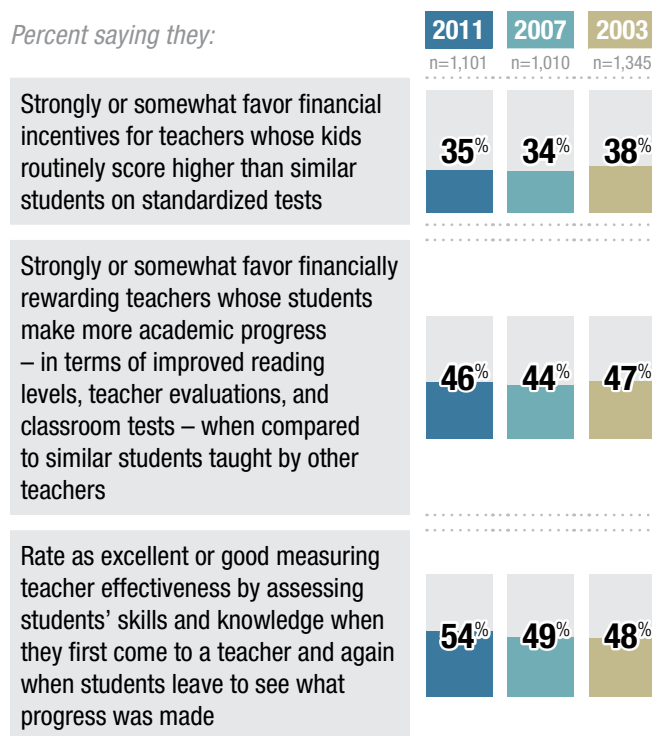 Percent saying they:
2011 2007 2003
n=1,101 n=1,010 n=1,345
Strongly or somewhat favor financial
incentives for teachers whose kids
routinely score higher than similar
students on standardized tests
35% 34% 38%
Strongly or somewhat favor financially
rewarding teachers whose students
make more academic progress
– in terms of improved reading
levels, teacher evaluations, and
classroom tests – when compared
to similar students taught by other
teachers
46% 44% 47%
Rate as excellent or good measuring
teacher effectiveness by assessing
students’ skills and knowledge when
they first come to a teacher and again
when students leave to see what
progress was made
54% 49% 48%